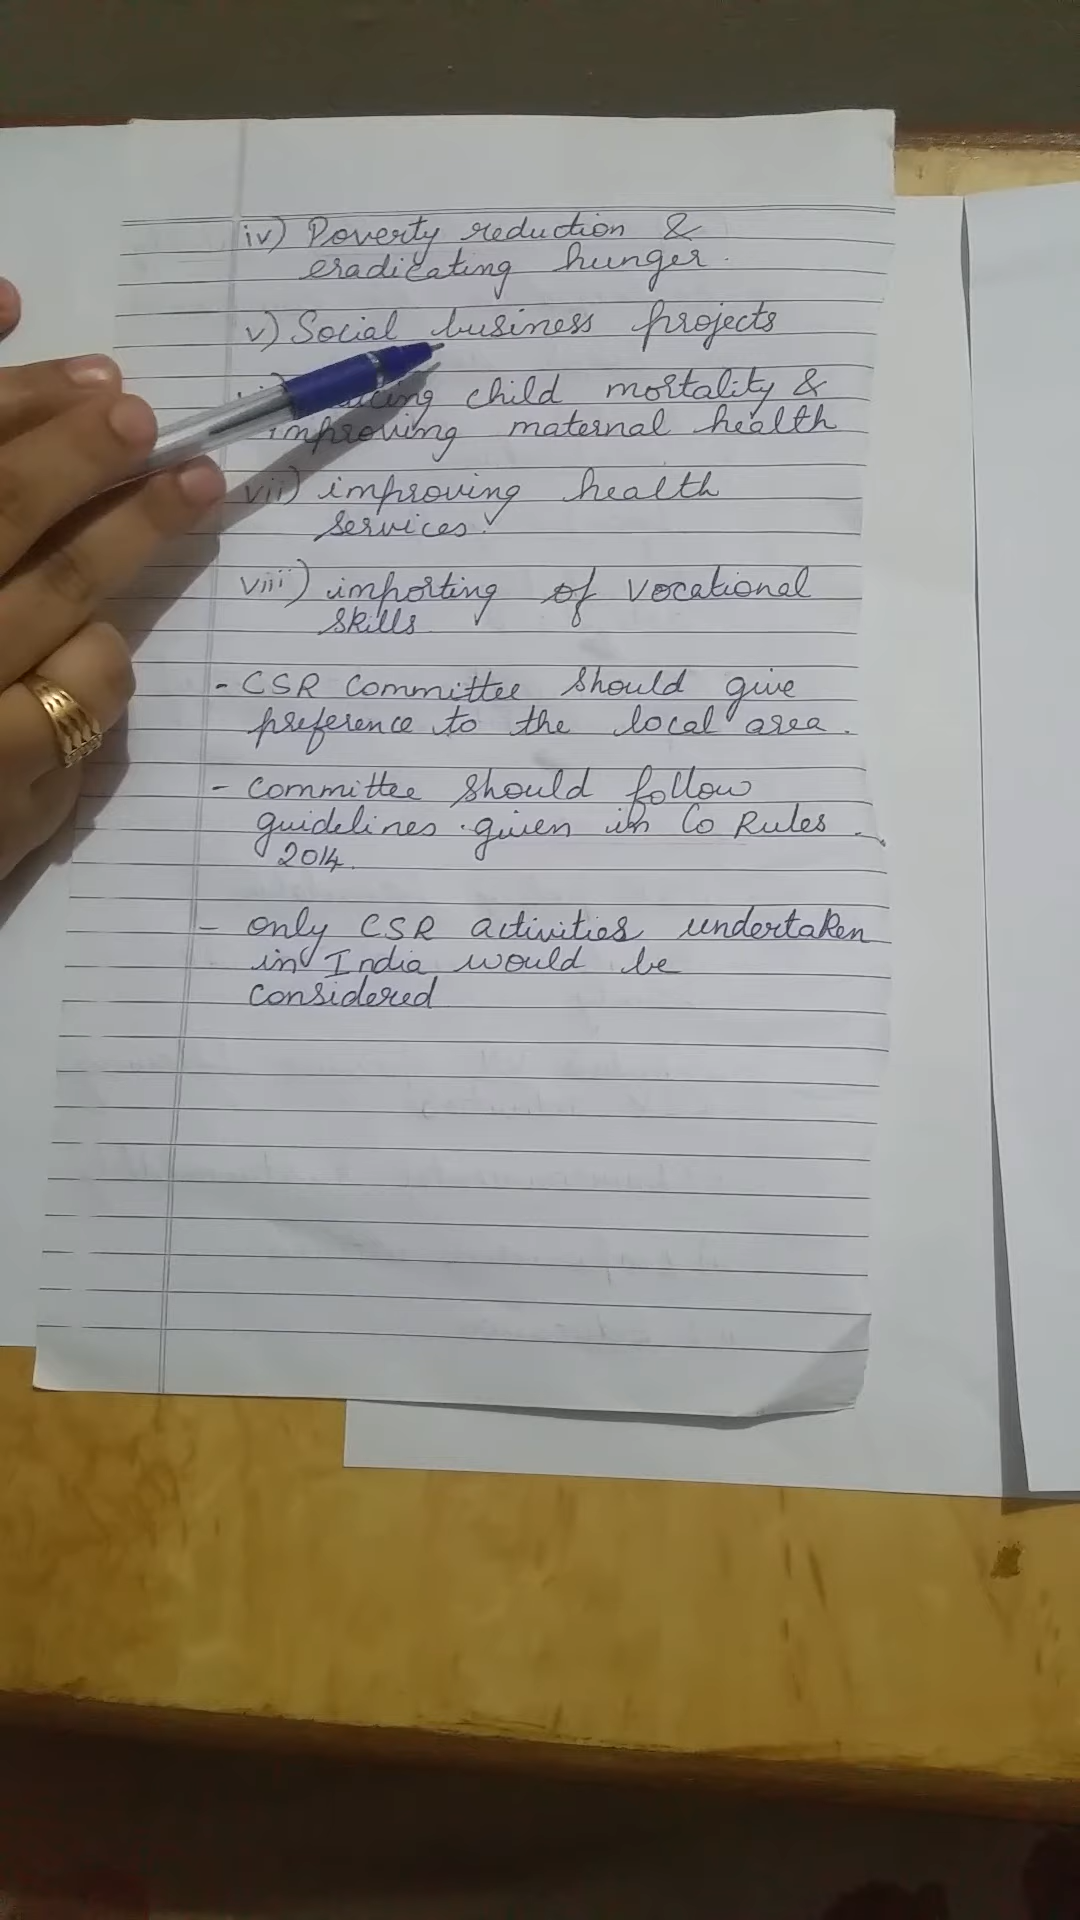 iv) Poverty reduction &
eradicating hunger.
v) Social business projects
child mortality &
improving maternal health
vii) improving health
services.
viii) importing of vocational
skills
- CSR Committee should give
preference to the local area.
- Committee should follow
guidelines given in Co Rules.
2014.
- only CSR activities undertaken
in India would be
considered